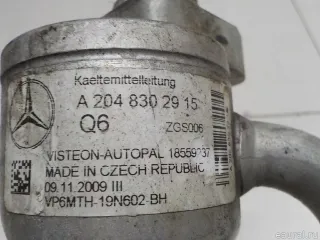 Kaeltemittelleitung
A 204 830 29 15
Q6
ZGS006
VISTEON-AUTOPAL 18559237
MADE IN CZECH REPUBLIC
09.11.2009 III
VP6MTH-19N602-BH